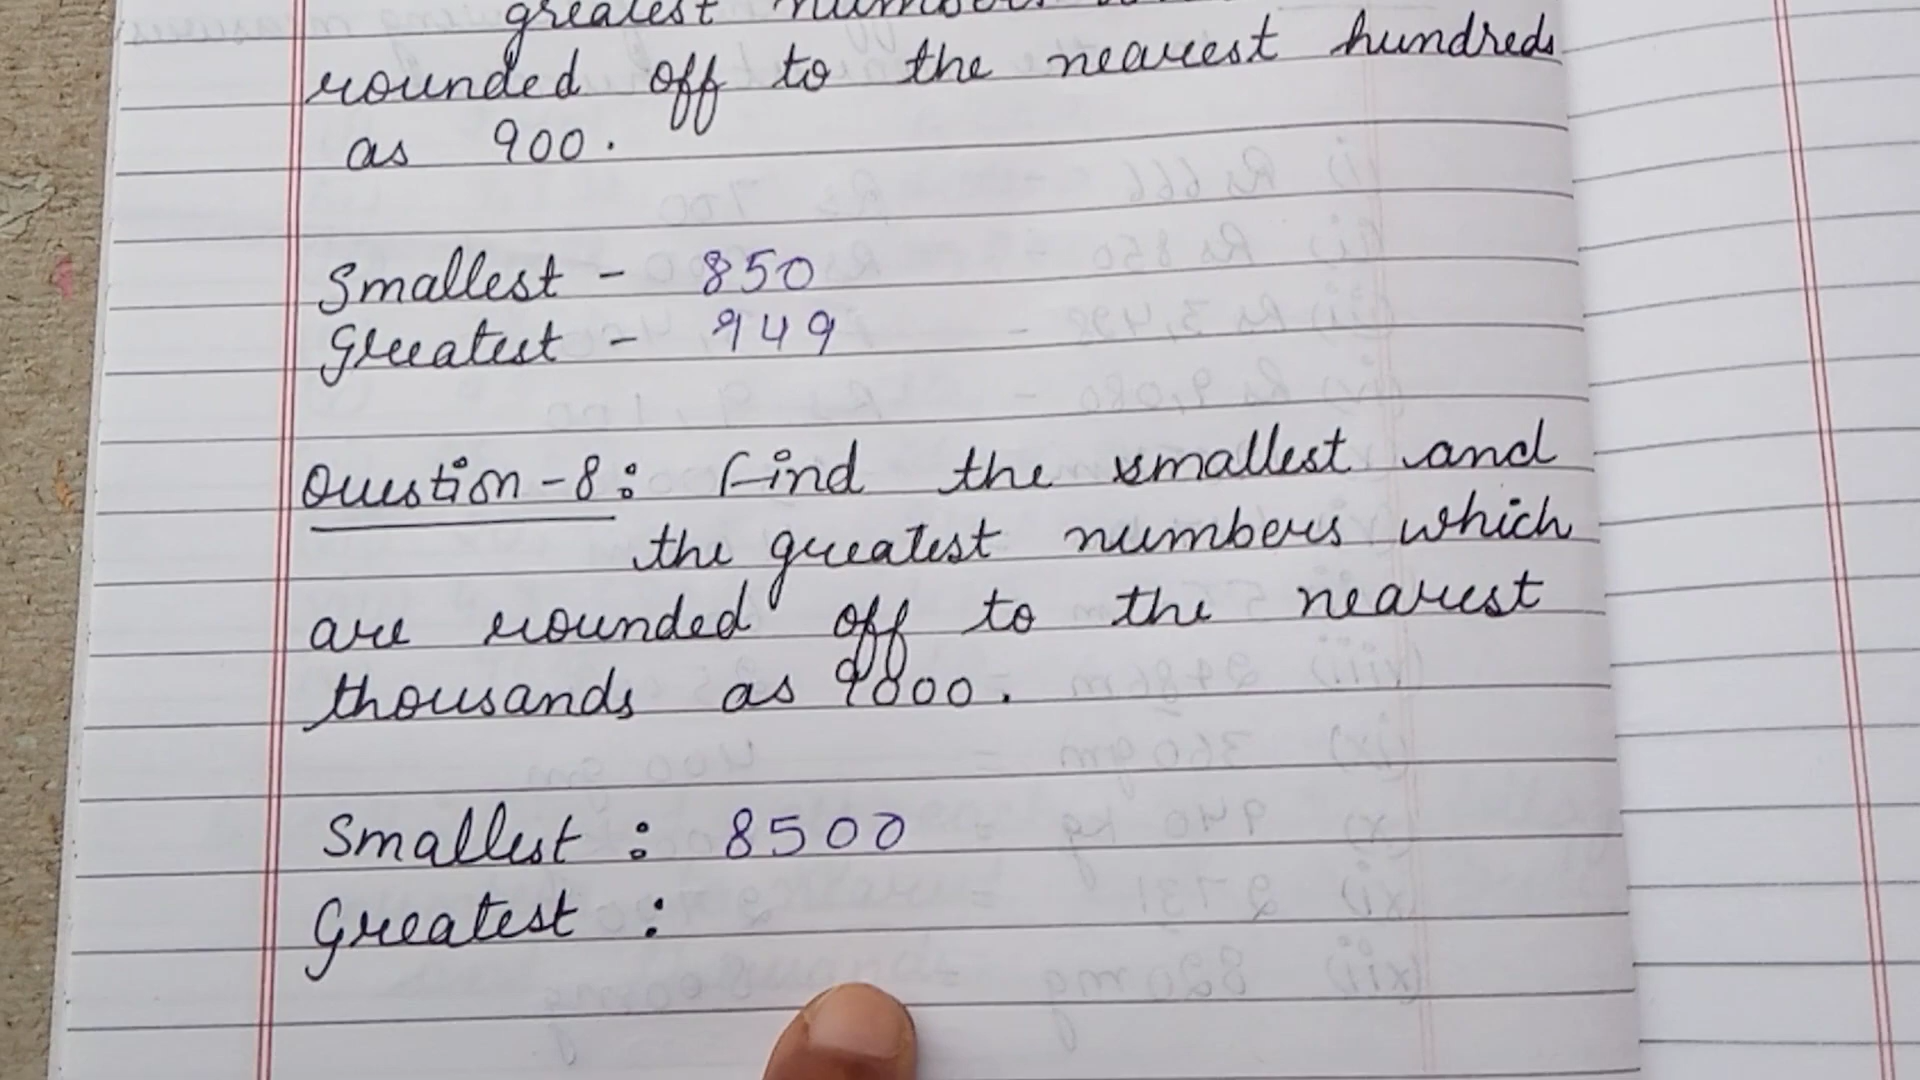 greatest
rounded off to the nearest hundreds
as 900.
Smallest - 850
Greatest - 949
Question-8: Find the smallest and
the greatest numbers which
are rounded off to the nearest
thousands as 9000.
Smallest : 8500
Greatest :